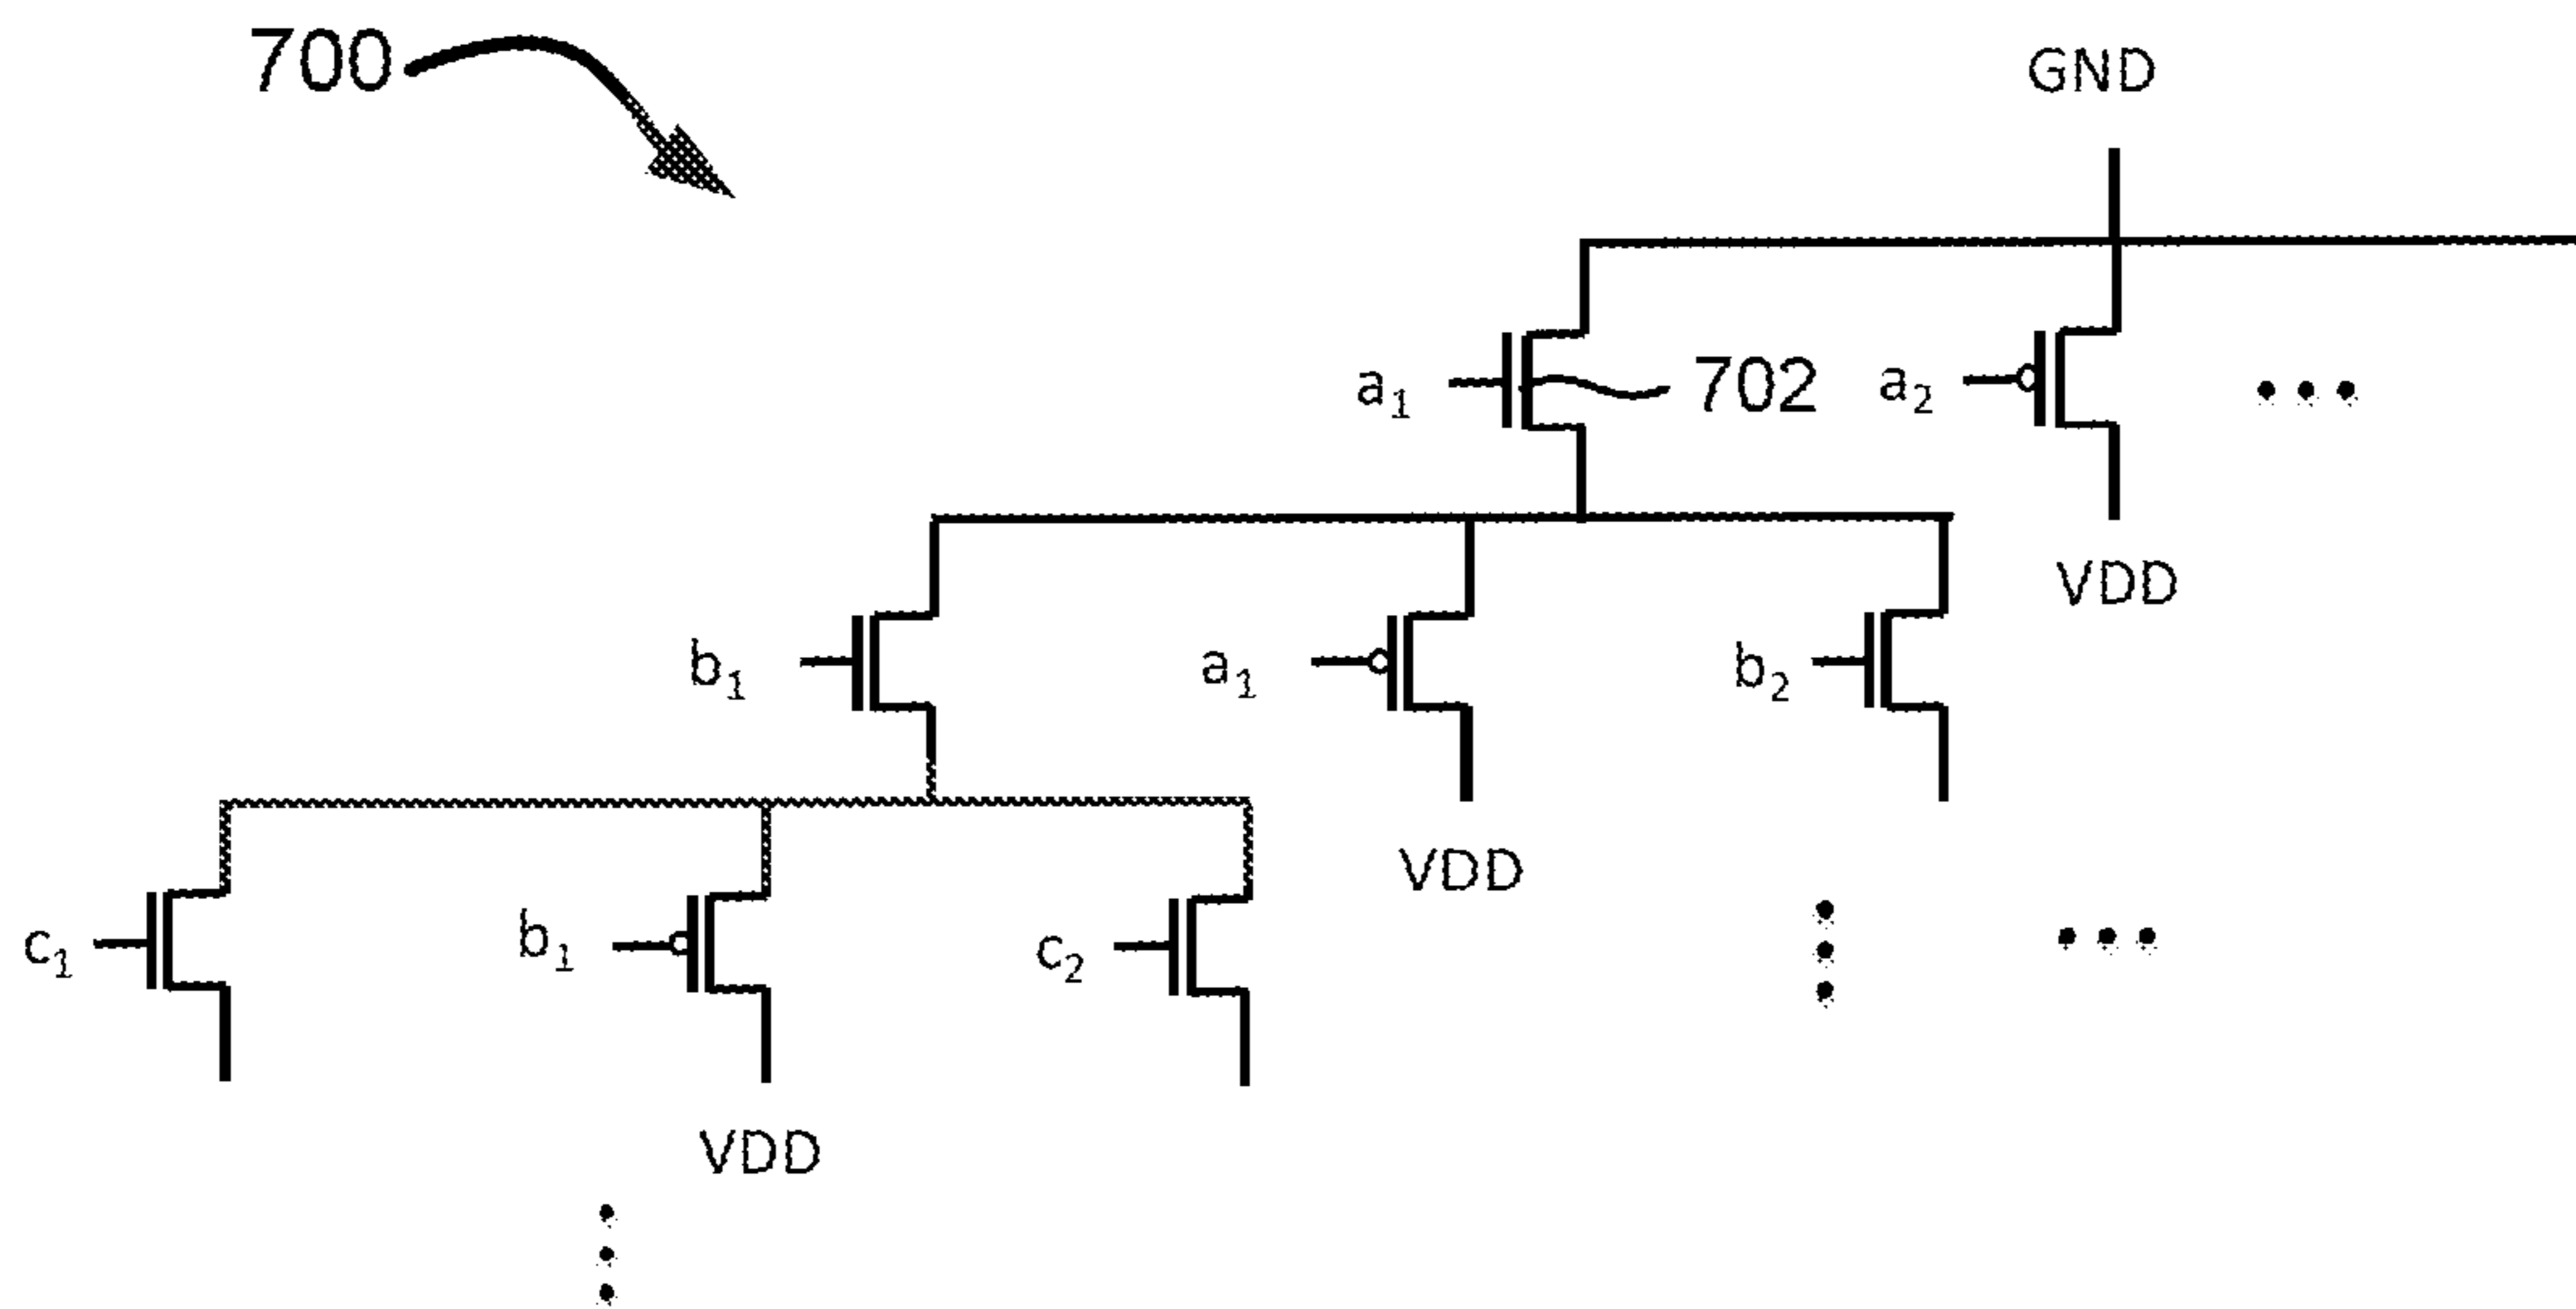 700
GND
a₁
702
a₂
VDD
b₁
a₁
b₂
VDD
c₁
b₁
c₂
VDD